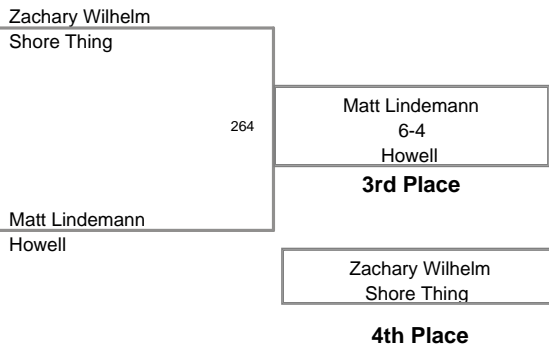 Zachary Wilhelm
Shore Thing
264
Matt Lindemann
6-4
Howell
3rd Place
Matt Lindemann
Howell
Zachary Wilhelm
Shore Thing
4th Place